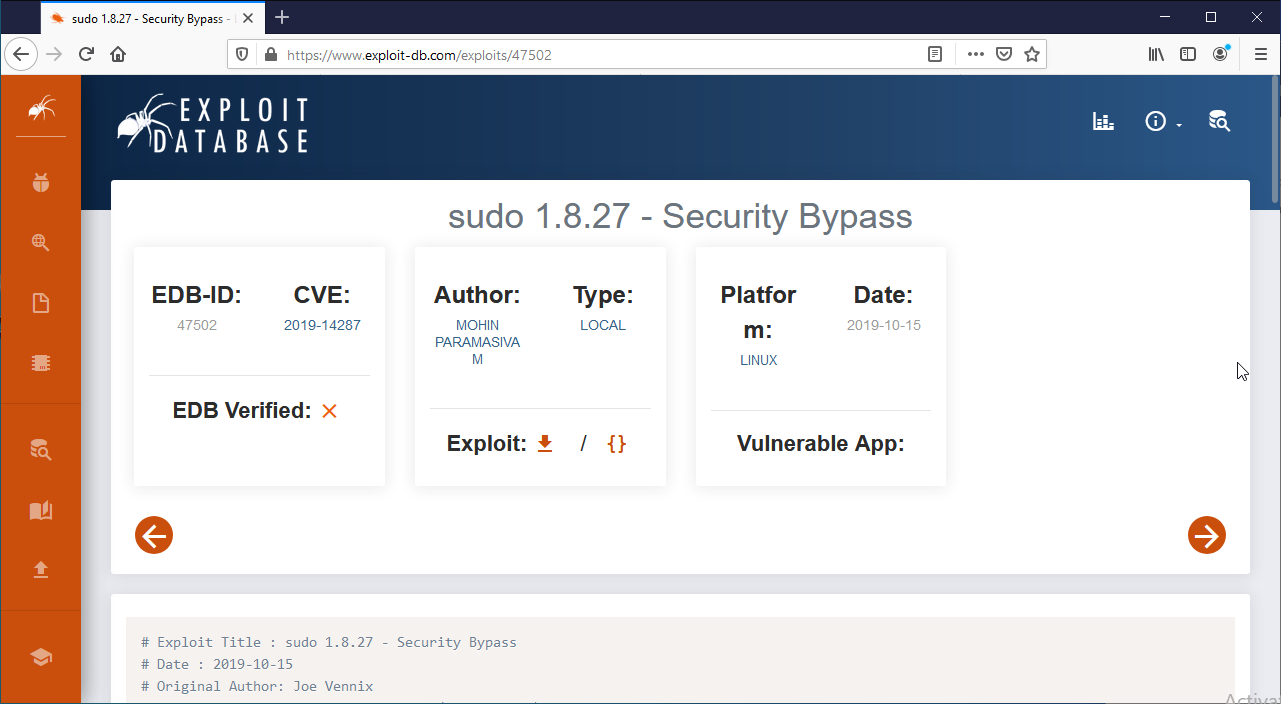 sudo 1.8.27 - Security Bypass -
https://www.exploit-db.com/exploits/47502
EXPLOIT
DATABASE
sudo 1.8.27 - Security Bypass
EDB-ID:
47502
CVE:
2019-14287
EDB Verified:
Author:
MOHIN
PARAMASIVA
M
Type:
LOCAL
Exploit: / {}
Platfor
m:
LINUX
Date:
2019-10-15
Vulnerable App:
# Exploit Title : sudo 1.8.27 - Security Bypass
# Date : 2019-10-15
# Original Author: Joe Vennix